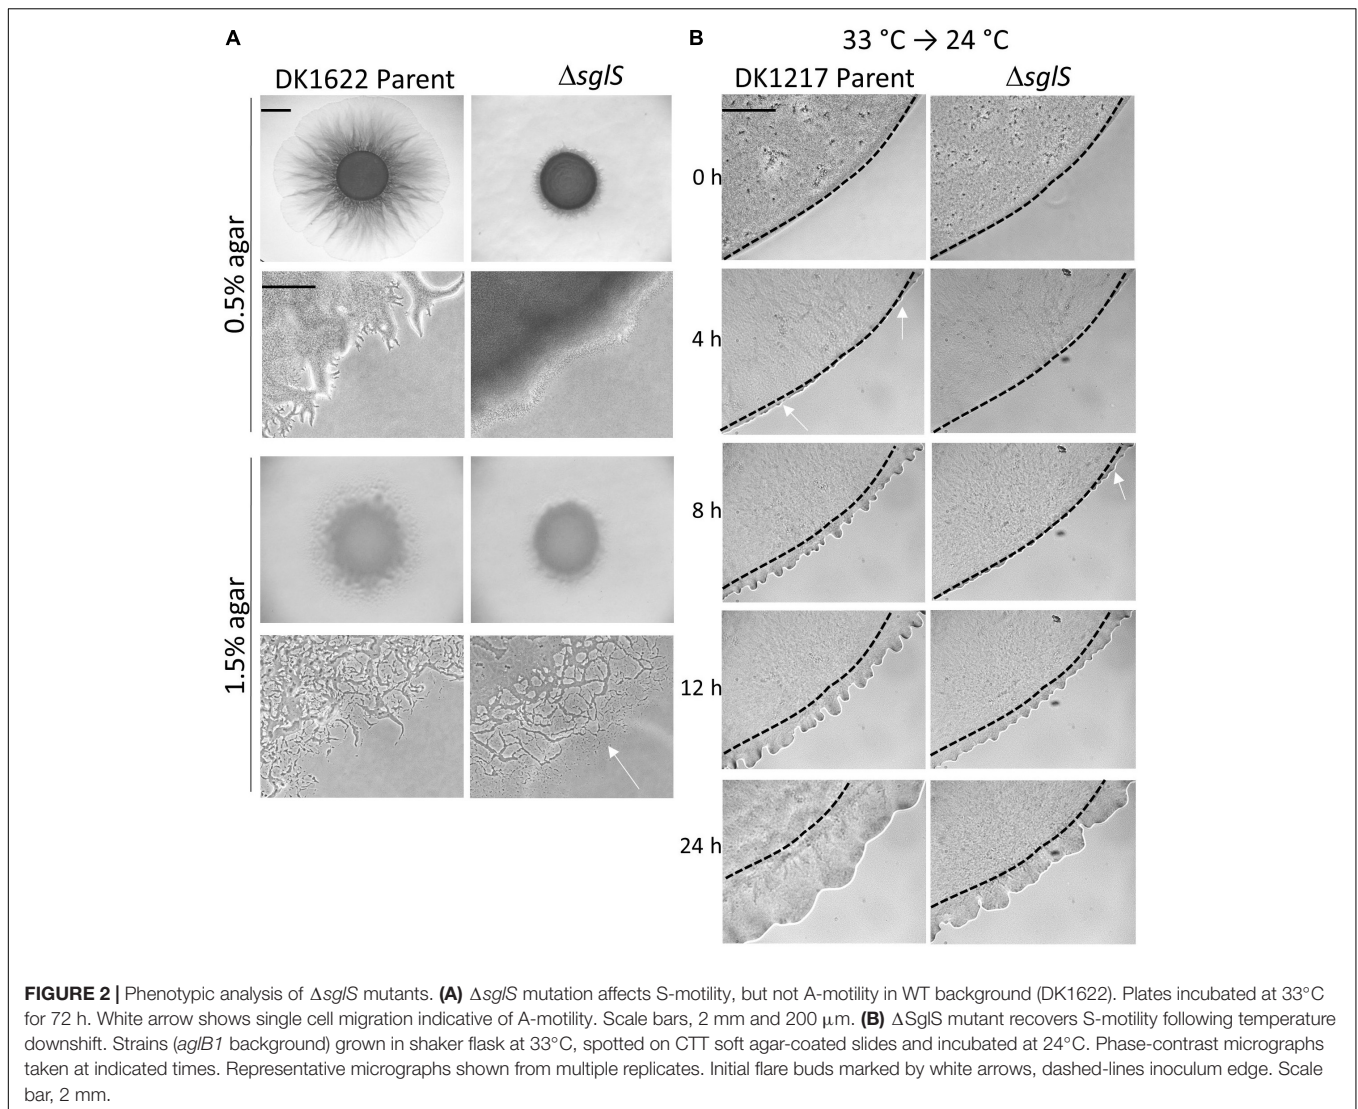 A
DK1622 Parent
ΔsglS
0.5% agar
1.5% agar
B
33 °C → 24 °C
DK1217 Parent
ΔsglS
0 h
4 h
8 h
12 h
24 h
FIGURE 2 | Phenotypic analysis of ΔsglS mutants. (A) ΔsglS mutation affects S-motility, but not A-motility in WT background (DK1622). Plates incubated at 33°C
for 72 h. White arrow shows single cell migration indicative of A-motility. Scale bars, 2 mm and 200 μm. (B) ΔSglS mutant recovers S-motility following temperature
downshift. Strains (aglB1 background) grown in shaker flask at 33°C, spotted on CTT soft agar-coated slides and incubated at 24°C. Phase-contrast micrographs
taken at indicated times. Representative micrographs shown from multiple replicates. Initial flare buds marked by white arrows, dashed-lines inoculum edge. Scale
bar, 2 mm.